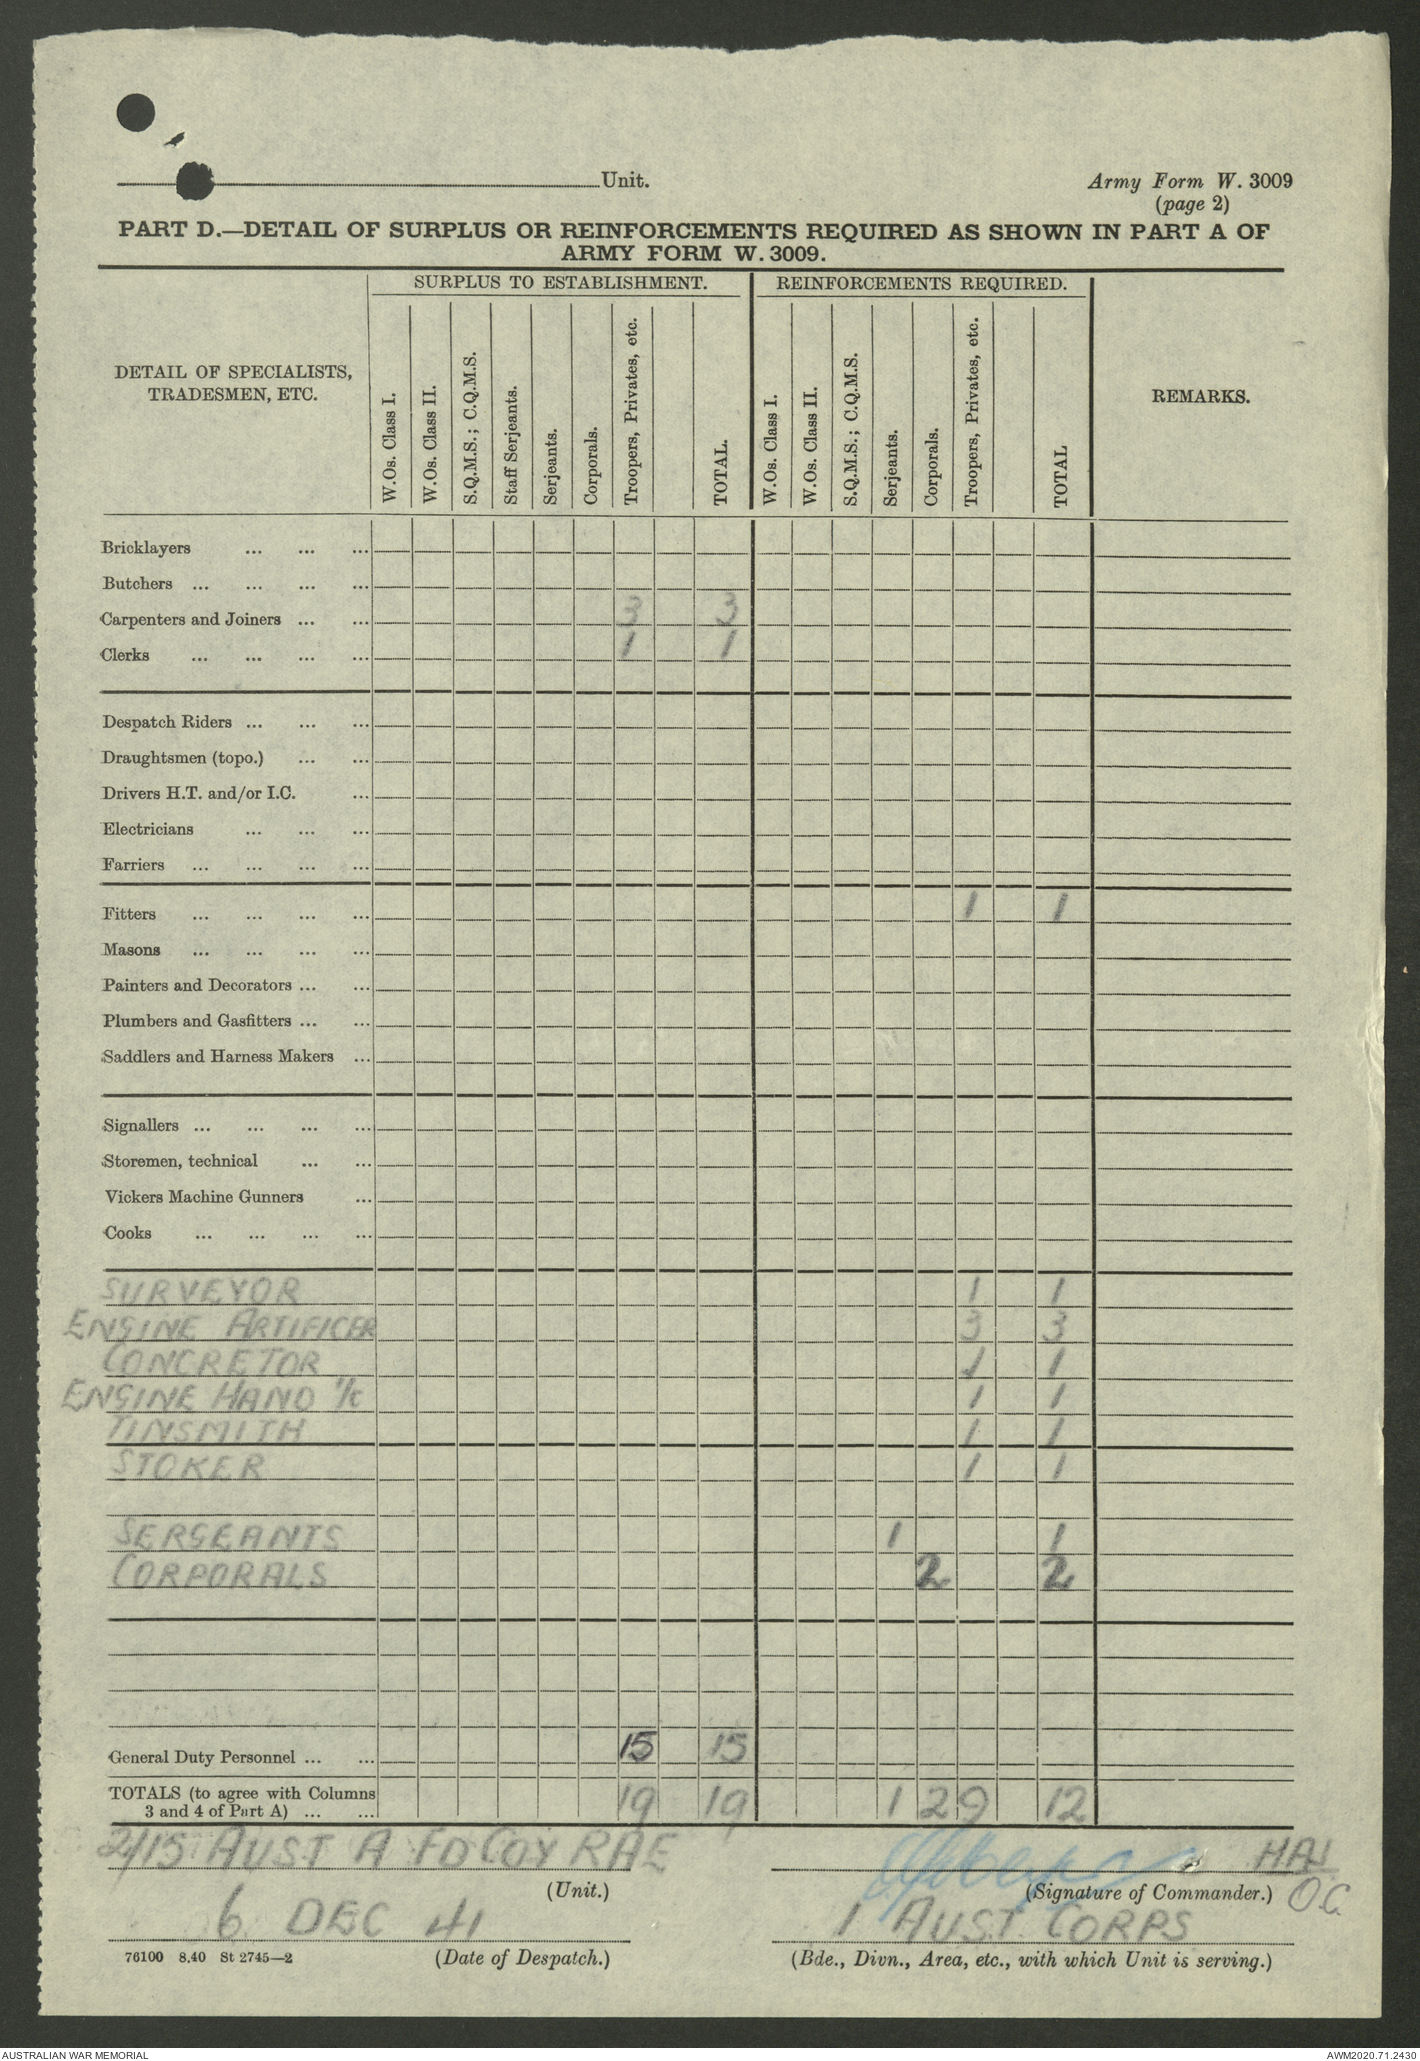 Unit.
Army Form W. 3009
(page 2)
PART D.—DETAIL OF SURPLUS OR REINFORCEMENTS REQUIRED AS SHOWN IN PART A OF
ARMY FORM W. 3009.
SURPLUS TO ESTABLISHMENT. REINFORCEMENTS REQUIRED.
DETAIL OF SPECIALISTS,
TRADESMEN, ETC.
W.Os. Class I.
W.Os. Class II.
S.Q.M.S.; C.Q.M.S.
Staff Serjeants.
Serjeants.
Corporals.
Troopers, Privates, etc.
TOTAL.
W.Os. Class I.
W.Os. Class II.
S.Q.M.S.; C.Q.M.S
Serjeants.
Corporals.
Troopers, Privates, etc.
TOTAL
REMARKS.
Bricklayers ... ... ...
Butchers ... ... ... ...
Carpenters and Joiners ... ... 3 3
Clerks ... ... ... ... 1 1
Despatch Riders ... ... ...
Draughtsmen (topo.) ... ...
Drivers H.T. and/or I.C. ...
Electricians ... ... ...
Farriers ... ... ... ...
Fitters ... ... ... ... 1 1
Masons ... ... ... ...
Painters and Decorators ... ...
Plumbers and Gasfitters ... ...
Saddlers and Harness Makers ...
Signallers ... ... ... ...
Storemen, technical ... ...
Vickers Machine Gunners ...
Cooks ... ... ... ...
SURVEYOR 1 1
ENGINE ARTIFICER 3 3
CONCRETOR 1 1
ENGINE HAND I/C 1 1
TINSMITH 1 1
STOKER 1 1
SERGEANTS 1 1
CORPORALS 2 2
General Duty Personnel ... ... 15 15
TOTALS (to agree with Columns
3 and 4 of Part A) ... ... 19 19 1 2 9 12
2/15 AUST A FD COY RAE
MAJ
(Unit.)
(Signature of Commander.) O.C.
6 DEC 41
1 AUST. CORPS
76100 8.40 St 2745—2
(Date of Despatch.)
(Bde., Divn., Area, etc., with which Unit is serving.)
AUSTRALIAN WAR MEMORIAL
AWM2020.71.2430